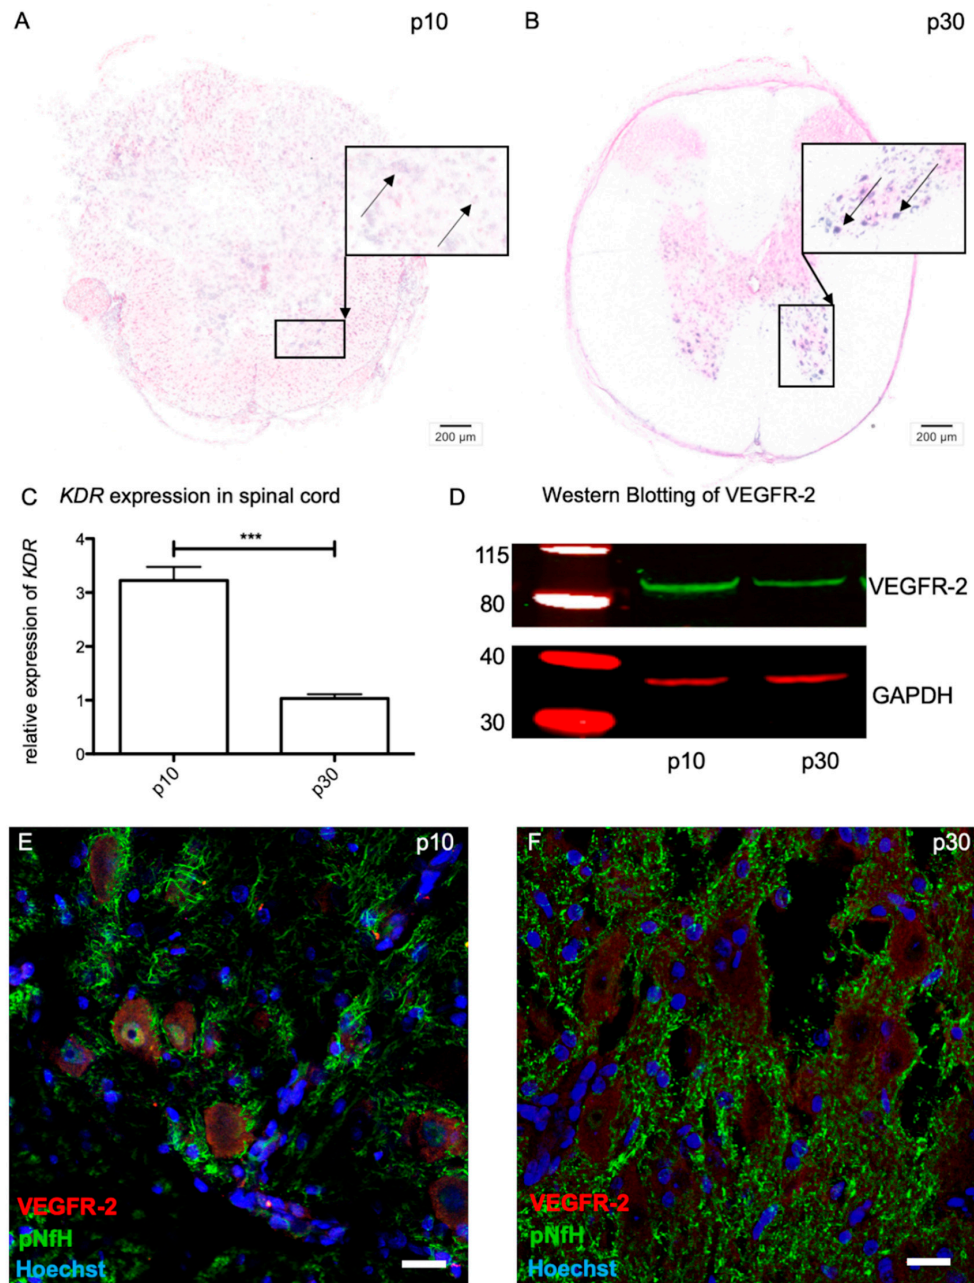 A p10
B p30
200 µm
200 µm
C KDR expression in spinal cord
relative expression of KDR
4
3
2
1
0
***
p10
p30
D Western Blotting of VEGFR-2
115
80
VEGFR-2
40
30
GAPDH
p10 p30
E p10
VEGFR-2
pNfH
Hoechst
F p30
VEGFR-2
pNfH
Hoechst